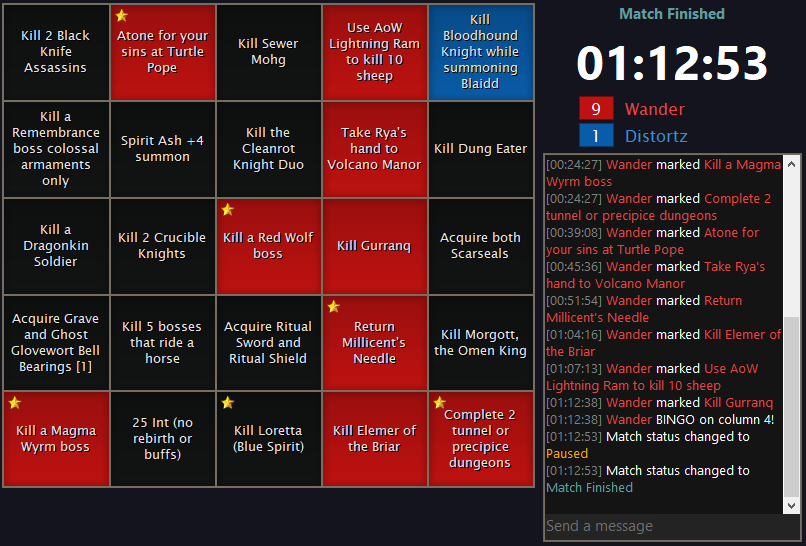 Kill 2 Black
Knife
Assassins
Atone for your
sins at Turtle
Pope
Kill Sewer
Mohg
Use AoW
Lightning Ram
to kill 10
sheep
Kill
Bloodhound
Knight while
summoning
Blaidd
Kill a
Remembrance
boss colossal
armaments
only
Spirit Ash +4
summon
Kill the
Cleanrot
Knight Duo
Take Rya's
hand to
Volcano Manor
Kill Dung Eater
Kill a
Dragonkin
Soldier
Kill 2 Crucible
Knights
Kill a Red Wolf
boss
Kill Gurranq
Acquire both
Scarseals
Acquire Grave
and Ghost
Glovewort Bell
Bearings [1]
Kill 5 bosses
that ride a
horse
Acquire Ritual
Sword and
Ritual Shield
Return
Millicent's
Needle
Kill Morgott,
the Omen King
Kill a Magma
Wyrm boss
25 Int (no
rebirth or
buffs)
Kill Loretta
(Blue Spirit)
Kill Elemer of
the Briar
Complete 2
tunnel or
precipice
dungeons
Match Finished
01:12:53
9 Wander
1 Distortz
[00:24:27] Wander marked Kill a Magma
Wyrm boss
[00:24:27] Wander marked Complete 2
tunnel or precipice dungeons
[00:39:08] Wander marked Atone for
your sins at Turtle Pope
[00:45:36] Wander marked Take Rya's
hand to Volcano Manor
[00:51:54] Wander marked Return
Millicent's Needle
[01:04:16] Wander marked Kill Elemer of
the Briar
[01:07:13] Wander marked Use AoW
Lightning Ram to kill 10 sheep
[01:12:38] Wander marked Kill Gurranq
[01:12:38] Wander BINGO on column 4!
[01:12:53] Match status changed to
Paused
[01:12:53] Match status changed to
Match Finished
Send a message